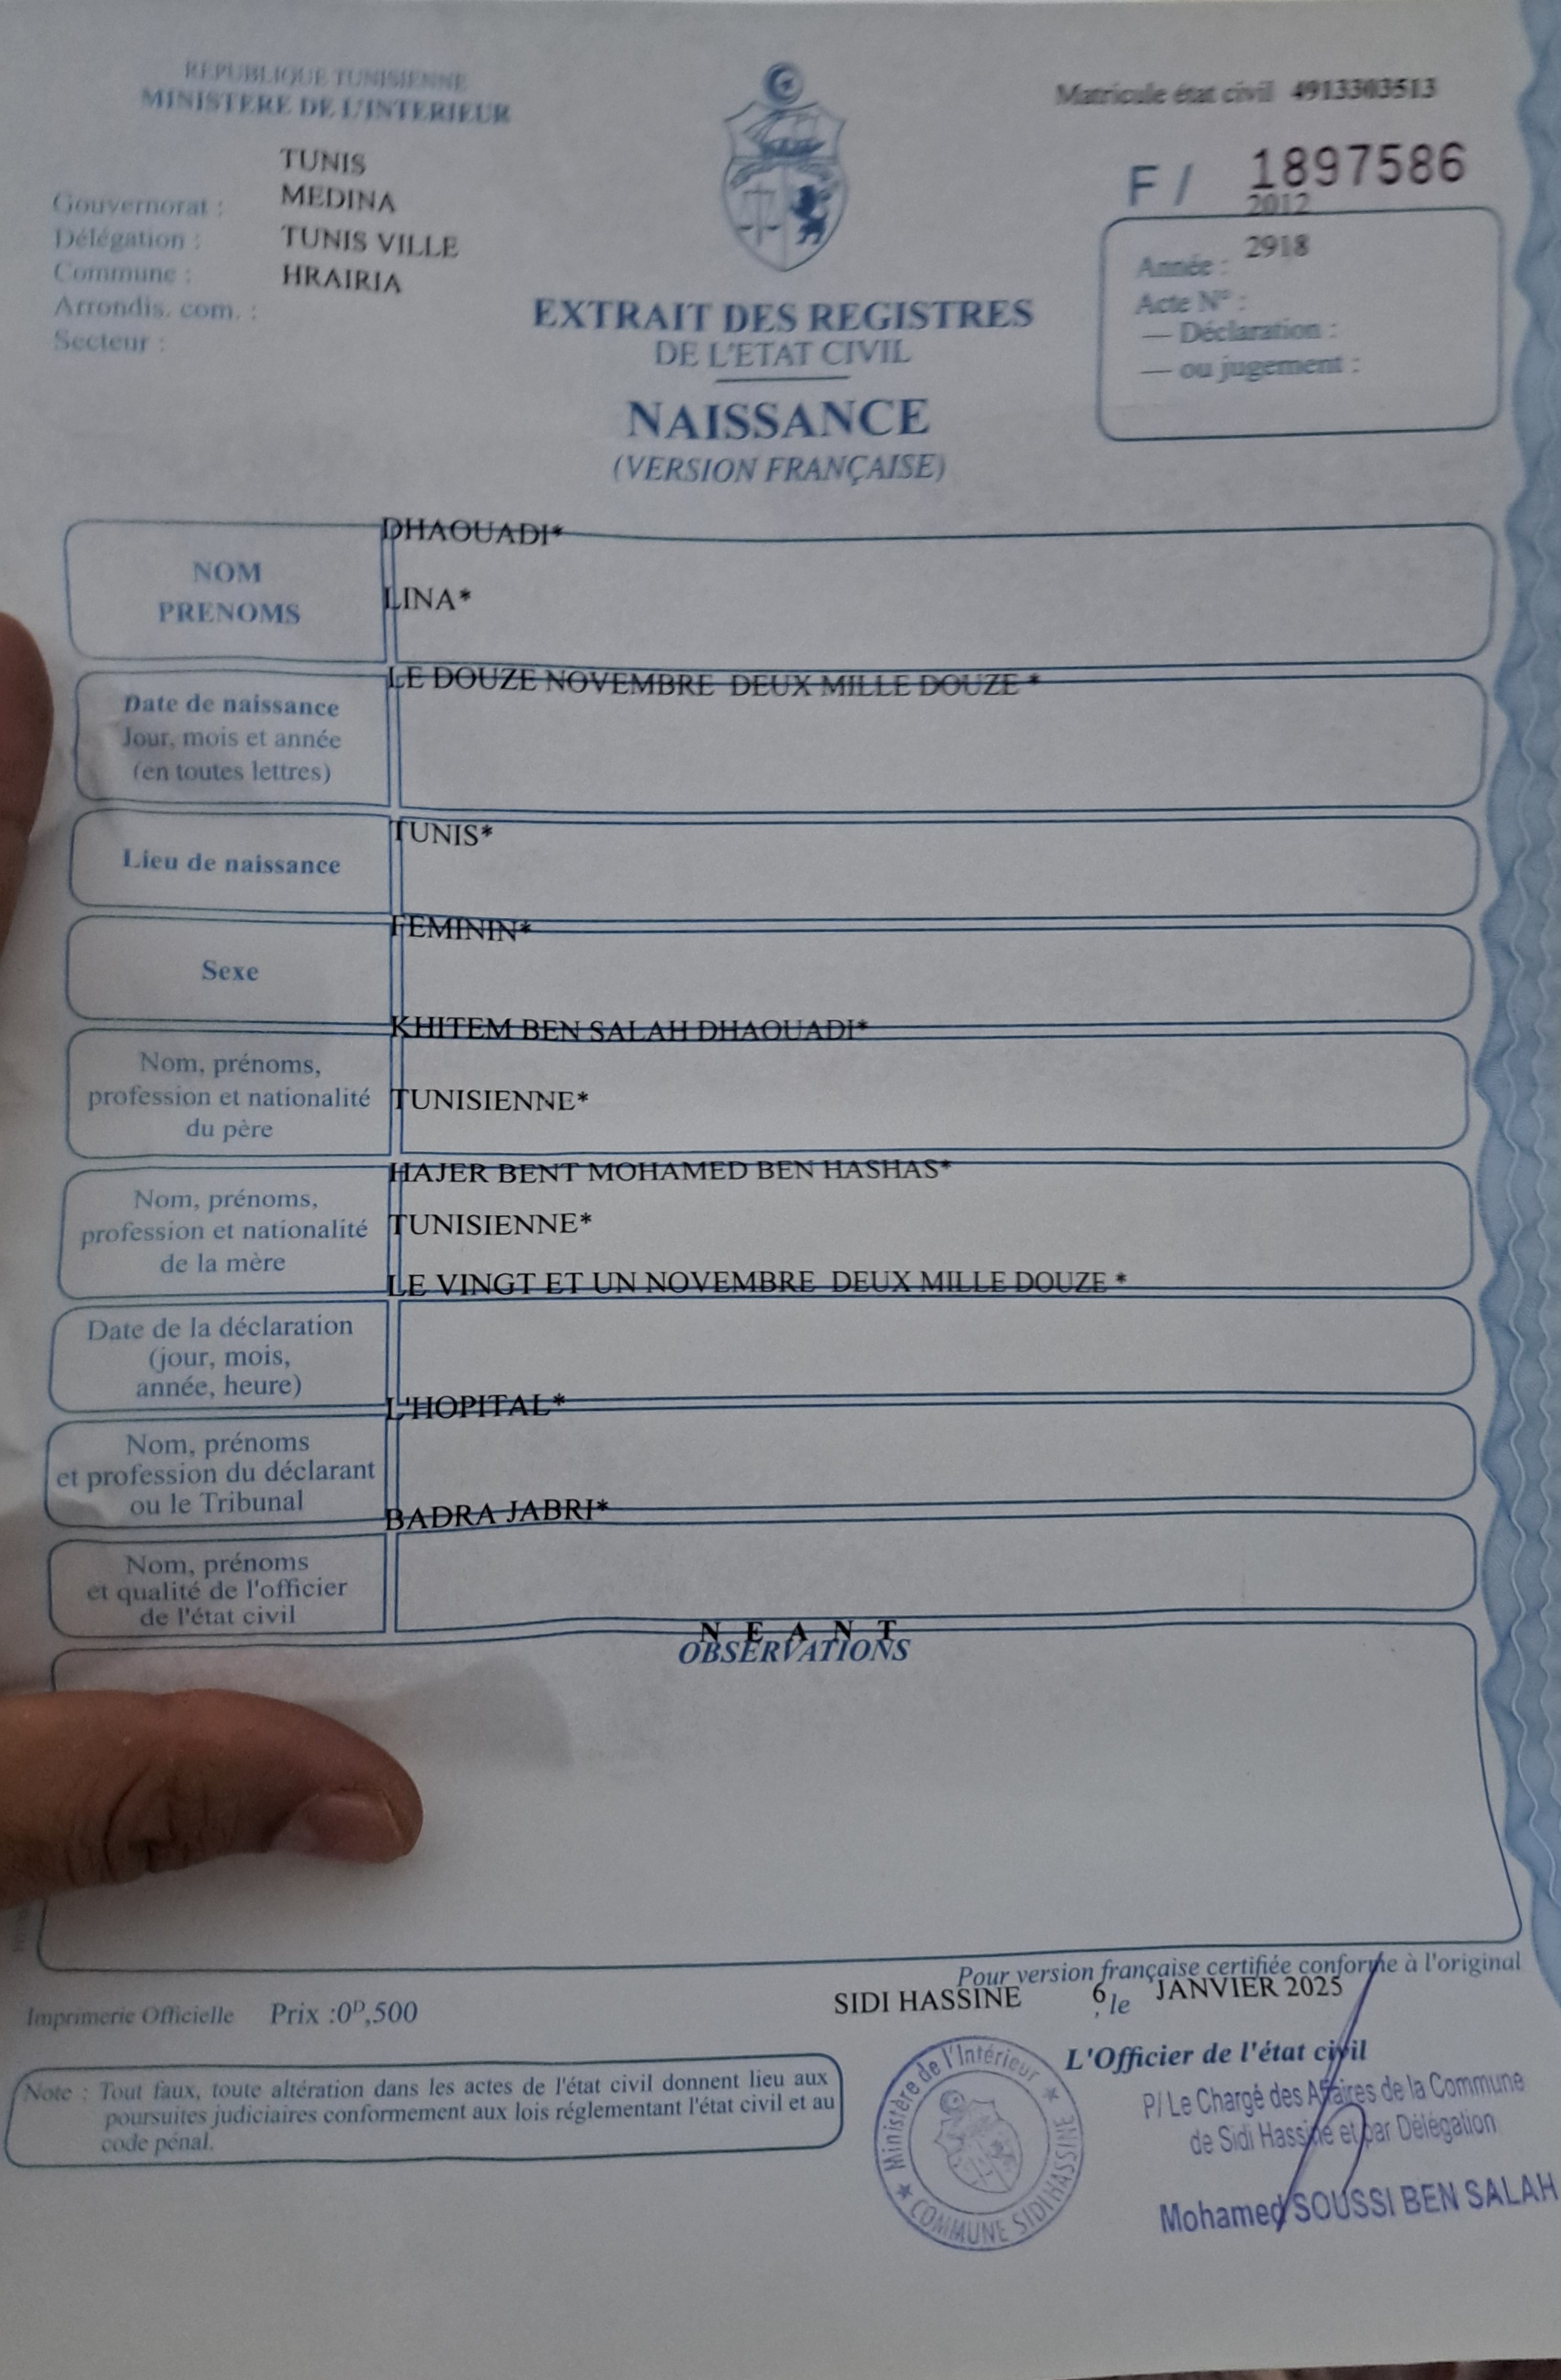 REPUBLIQUE TUNISIENNE
MINISTERE DE L'INTERIEUR
TUNIS
MEDINA
Gouvernorat :
TUNIS VILLE
Délégation :
HRAIRIA
Commune :
Arrondis. com. :
Secteur :
Matricule état civil 4913303513
F / 1897586
2012
2918
Année :
Acte N° :
— Déclaration :
— ou jugement :
EXTRAIT DES REGISTRES
DE L'ETAT CIVIL
NAISSANCE
(VERSION FRANÇAISE)
DHAOUADI*
NOM
LINA*
PRENOMS
LE DOUZE NOVEMBRE DEUX MILLE DOUZE *
Date de naissance
Jour, mois et année
(en toutes lettres)
TUNIS*
Lieu de naissance
FEMININ*
Sexe
KHITEM BEN SALAH DHAOUADI*
Nom, prénoms,
profession et nationalité
TUNISIENNE*
du père
HAJER BENT MOHAMED BEN HASHAS*
Nom, prénoms,
profession et nationalité
TUNISIENNE*
de la mère
LE VINGT ET UN NOVEMBRE DEUX MILLE DOUZE *
Date de la déclaration
(jour, mois,
année, heure)
L'HOPITAL*
Nom, prénoms
et profession du déclarant
ou le Tribunal
BADRA JABRI*
Nom, prénoms
et qualité de l'officier
de l'état civil
N E A N T
OBSERVATIONS
Pour version française certifiée conforme à l'original
SIDI HASSINE 6, le JANVIER 2025
Imprimerie Officielle Prix :0D,500
L'Officier de l'état civil
P/ Le Chargé des Affaires de la Commune
de Sidi Hassine et par Délégation
Mohamed SOUSSI BEN SALAH
Ministère de l'Intérieur
COMMUNE SIDI HASSINE
Note : Tout faux, toute altération dans les actes de l'état civil donnent lieu aux
poursuites judiciaires conformement aux lois réglementant l'état civil et au
code pénal.